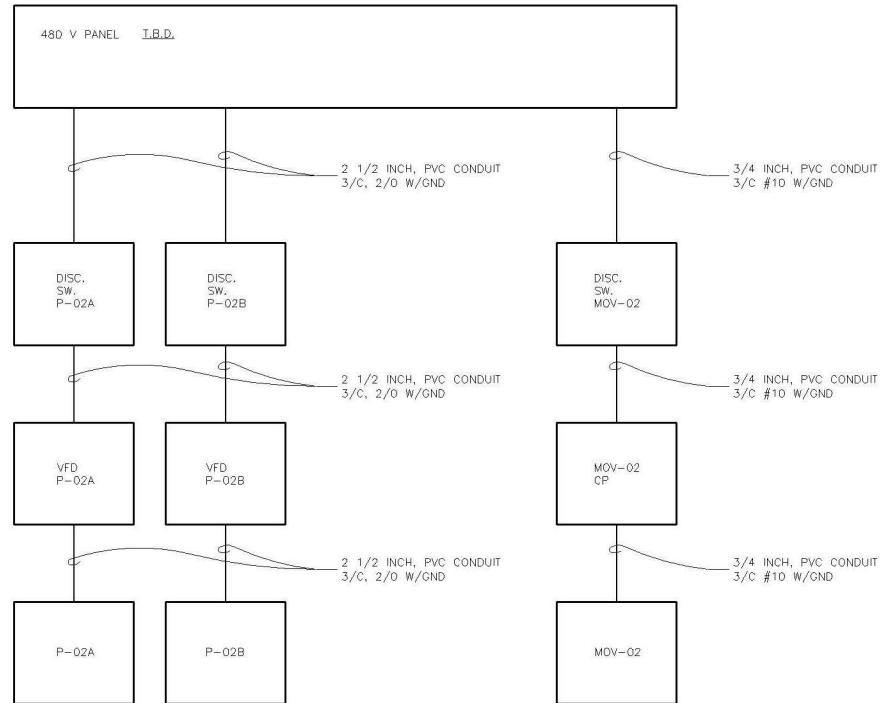 480 V PANEL T.B.D.
2 1/2 INCH, PVC CONDUIT
3/C, 2/0 W/GND
3/4 INCH, PVC CONDUIT
3/C #10 W/GND
DISC.
SW.
P-02A
DISC.
SW.
P-02B
DISC.
SW.
MOV-02
2 1/2 INCH, PVC CONDUIT
3/C, 2/0 W/GND
3/4 INCH, PVC CONDUIT
3/C #10 W/GND
VFD
P-02A
VFD
P-02B
MOV-02
CP
2 1/2 INCH, PVC CONDUIT
3/C, 2/0 W/GND
3/4 INCH, PVC CONDUIT
3/C #10 W/GND
P-02A
P-02B
MOV-02